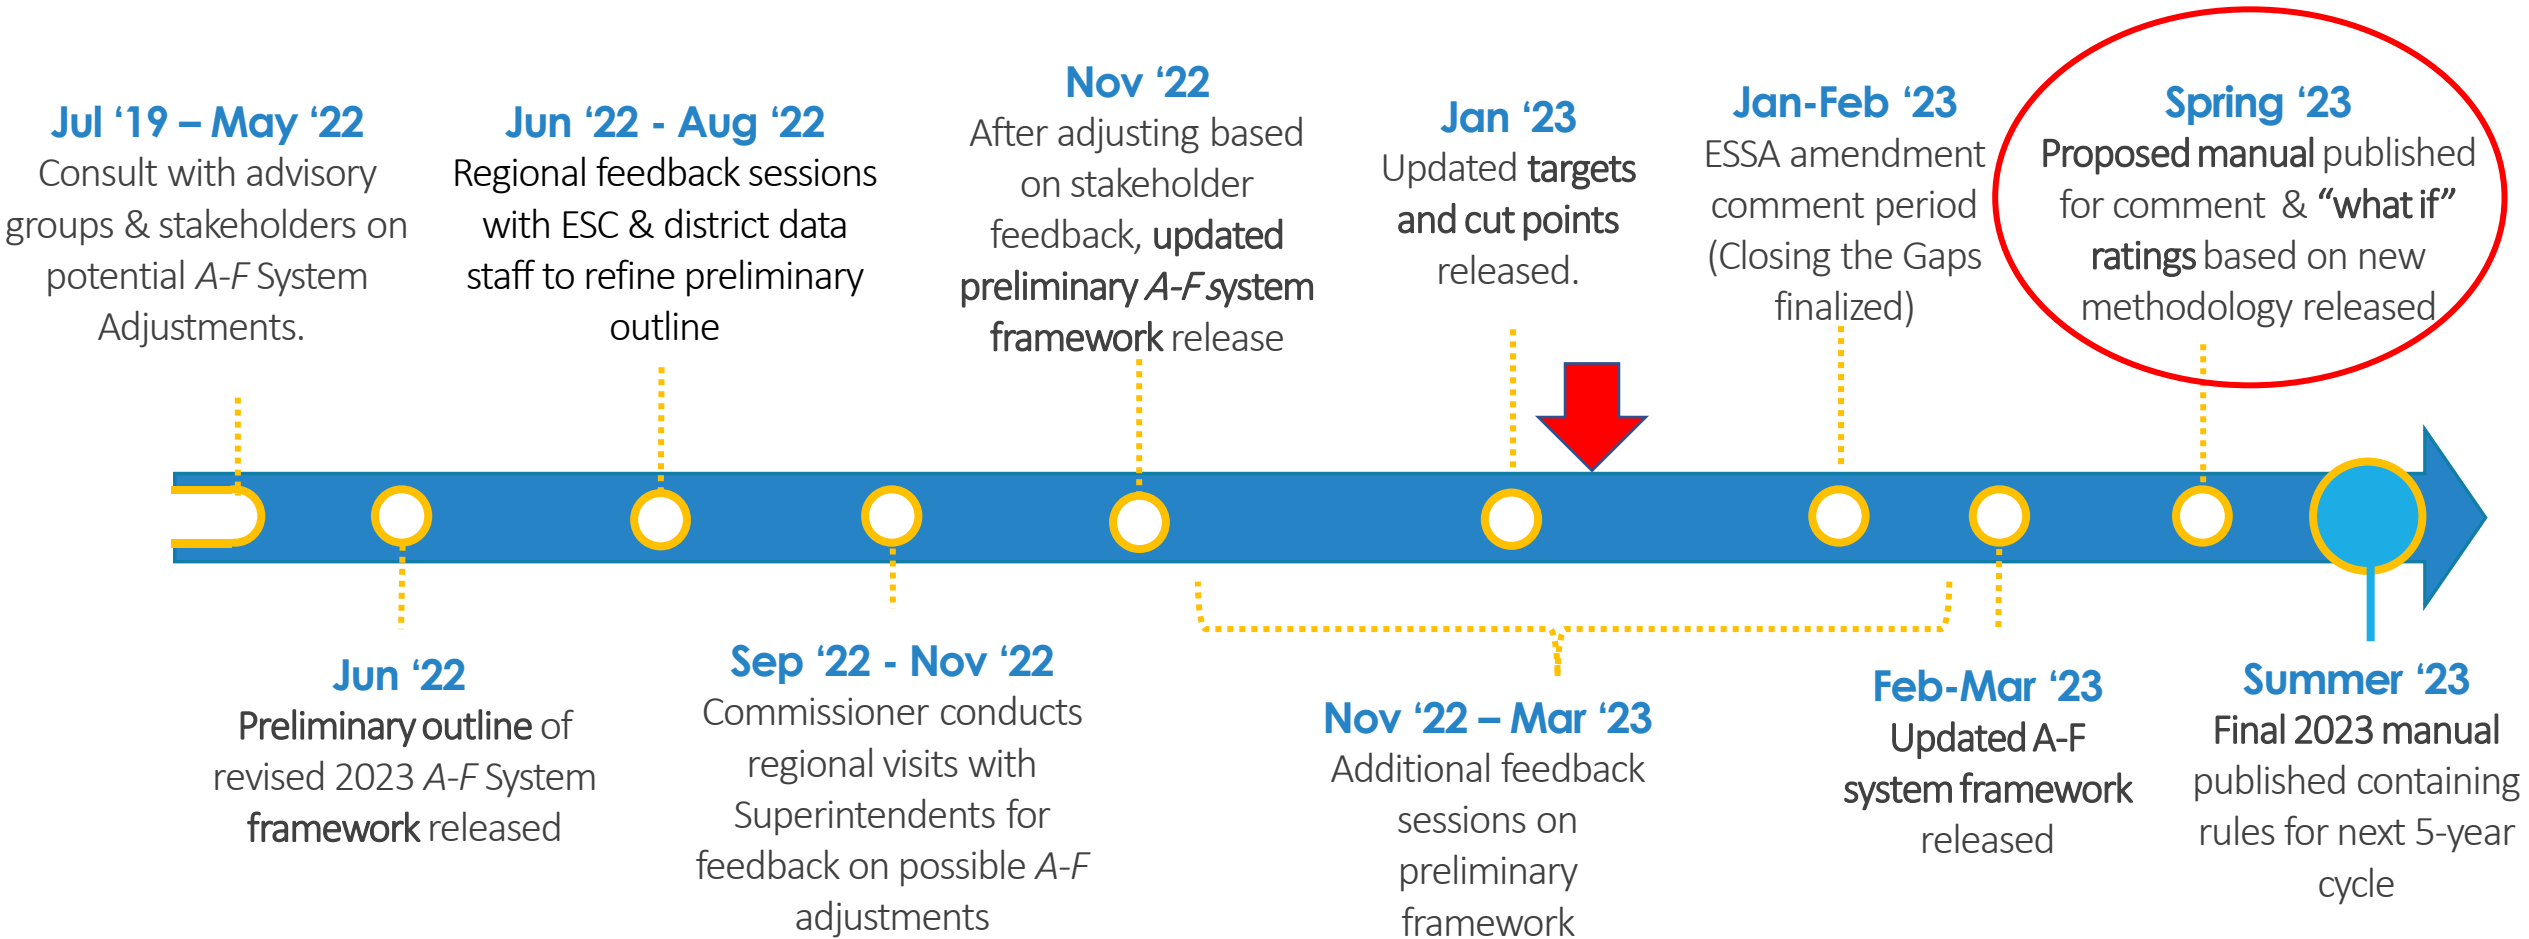 Jul ‘19 – May ‘22
Consult with advisory
groups & stakeholders on
potential A-F System
Adjustments.
Jun ‘22 - Aug ‘22
Regional feedback sessions
with ESC & district data
staff to refine preliminary
outline
Nov ‘22
After adjusting based
on stakeholder
feedback, updated
preliminary A-F system
framework release
Jan ‘23
Updated targets
and cut points
released.
Jan-Feb ‘23
ESSA amendment
comment period
(Closing the Gaps
finalized)
Spring ‘23
Proposed manual published
for comment & “what if”
ratings based on new
methodology released
Jun ‘22
Preliminary outline of
revised 2023 A-F System
framework released
Sep ‘22 - Nov ‘22
Commissioner conducts
regional visits with
Superintendents for
feedback on possible A-F
adjustments
Nov ‘22 – Mar ‘23
Additional feedback
sessions on
preliminary
framework
Feb-Mar ‘23
Updated A-F
system framework
released
Summer ‘23
Final 2023 manual
published containing
rules for next 5-year
cycle